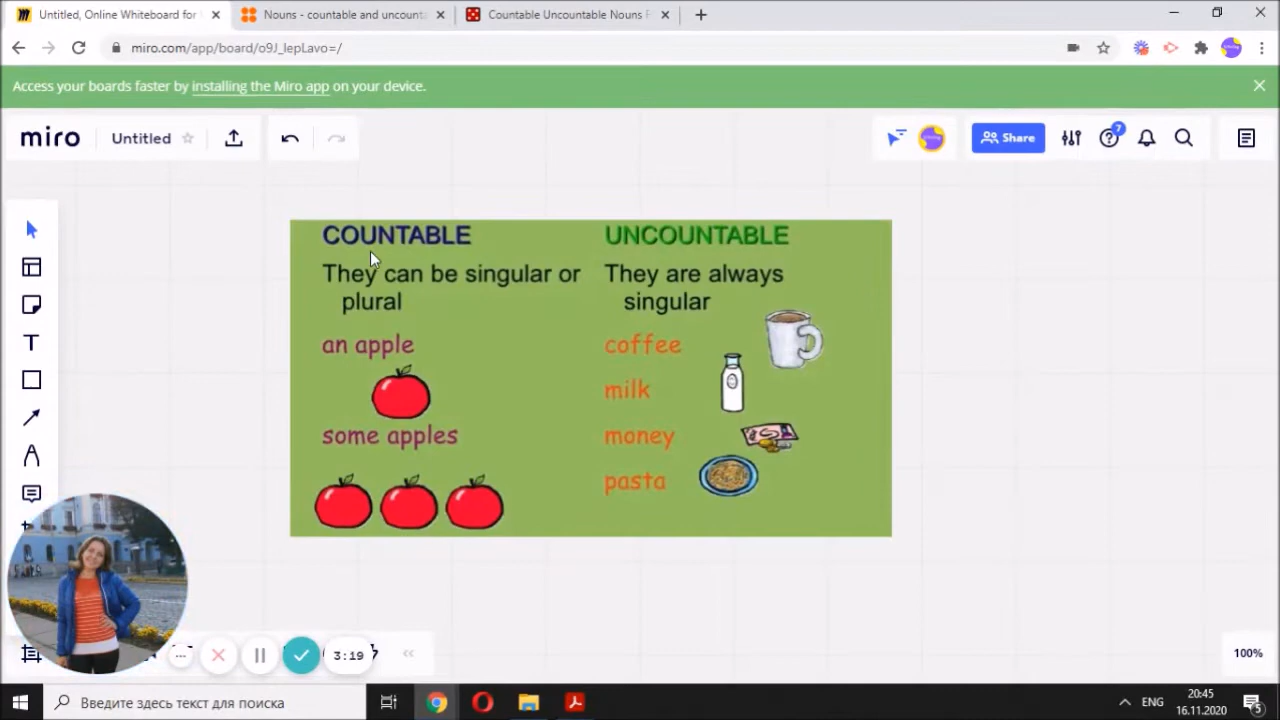 Untitled, Online Whiteboard for
Nouns - countable and uncounta
Countable Uncountable Nouns
miro.com/app/board/o9J_lepLavo=/
Access your boards faster by installing the Miro app on your device.
miro
Untitled
Share
7
COUNTABLE
They can be singular or
plural
an apple
some apples
UNCOUNTABLE
They are always
singular
coffee
milk
money
pasta
3:19
100%
Введите здесь текст для поиска
ENG
20:45
16.11.2020
5